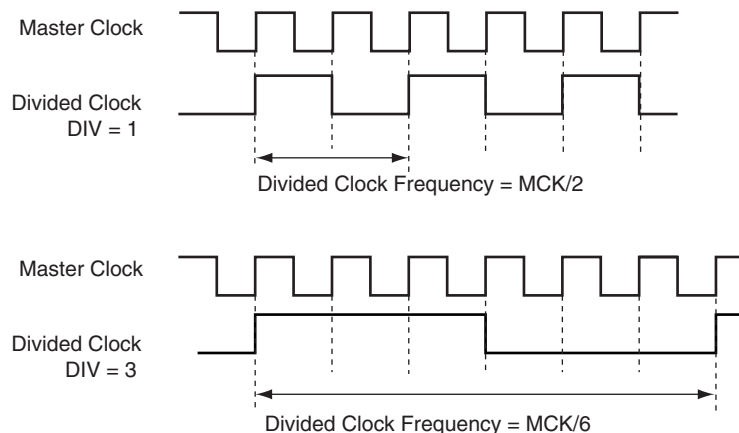 Master Clock
Divided Clock
DIV = 1
Divided Clock Frequency = MCK/2
Master Clock
Divided Clock
DIV = 3
Divided Clock Frequency = MCK/6